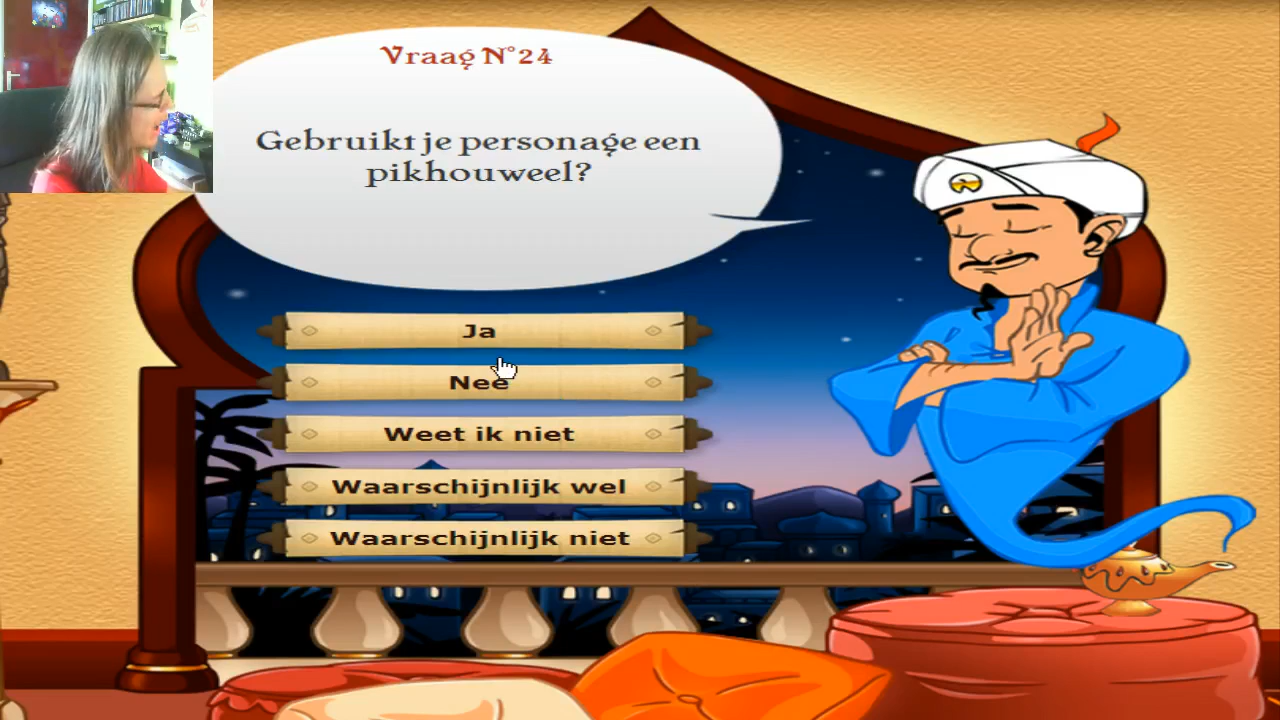 Vraag N°24
Gebruikt je personage een
pikhouweel?
Ja
Nee
Weet ik niet
Waarschijnlijk wel
Waarschijnlijk niet